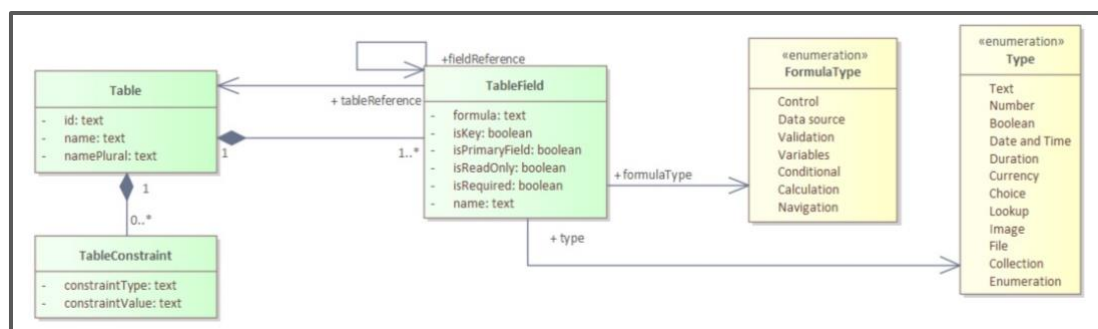 Table
- id: text
- name: text
- namePlural: text
1
1
0..*
TableConstraint
- constraintType: text
- constraintValue: text
+fieldReference
+ tableReference
1..*
TableField
- formula: text
- isKey: boolean
- isPrimaryField: boolean
- isReadOnly: boolean
- isRequired: boolean
- name: text
+ formulaType
+ type
«enumeration»
FormulaType
Control
Data source
Validation
Variables
Conditional
Calculation
Navigation
«enumeration»
Type
Text
Number
Boolean
Date and Time
Duration
Currency
Choice
Lookup
Image
File
Collection
Enumeration